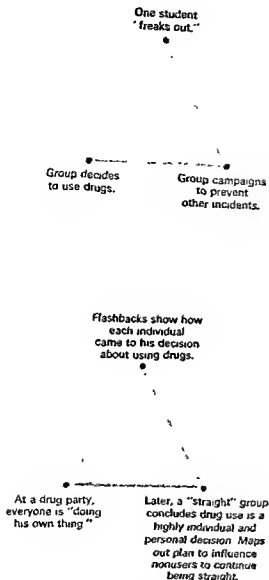 One student
"freaks out."
Group decides
to use drugs.
Group campaigns
to prevent
other incidents.
Flashbacks show how
each individual
came to his decision
about using drugs.
At a drug party,
everyone is "doing
his own thing"
Later, a "straight" group
concludes drug use is a
highly individual and
personal decision Maps
out plan to influence
nonusers to continue
being straight.